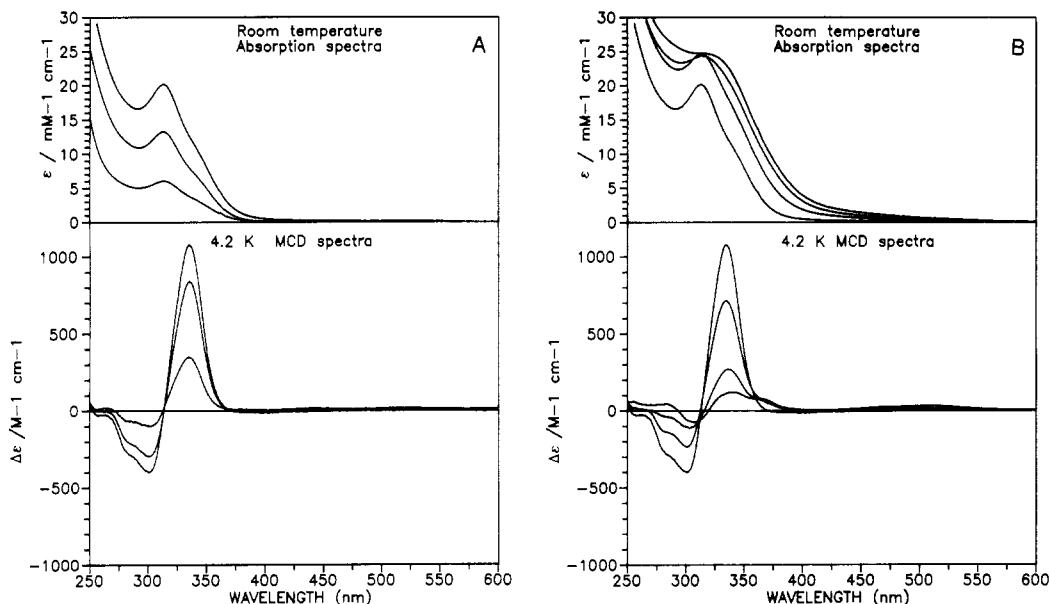 Room temperature
Absorption spectra
A
30
25
20
15
10
5
0
ε / mM-1 cm-1
4.2 K MCD spectra
1000
500
0
-500
-1000
Δε /M-1 cm-1
250 300 350 400 450 500 550 600
WAVELENGTH (nm)
Room temperature
Absorption spectra
B
30
25
20
15
10
5
0
ε / mM-1 cm-1
4.2 K MCD spectra
1000
500
0
-500
-1000
Δε /M-1 cm-1
250 300 350 400 450 500 550 600
WAVELENGTH (nm)